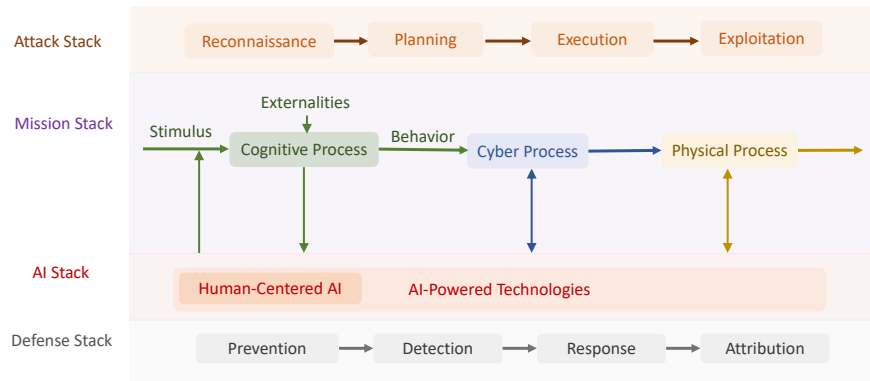 Attack Stack
Reconnaissance
Planning
Execution
Exploitation
Mission Stack
Externalities
Stimulus
Cognitive Process
Behavior
Cyber Process
Physical Process
AI Stack
Human-Centered AI
AI-Powered Technologies
Defense Stack
Prevention
Detection
Response
Attribution